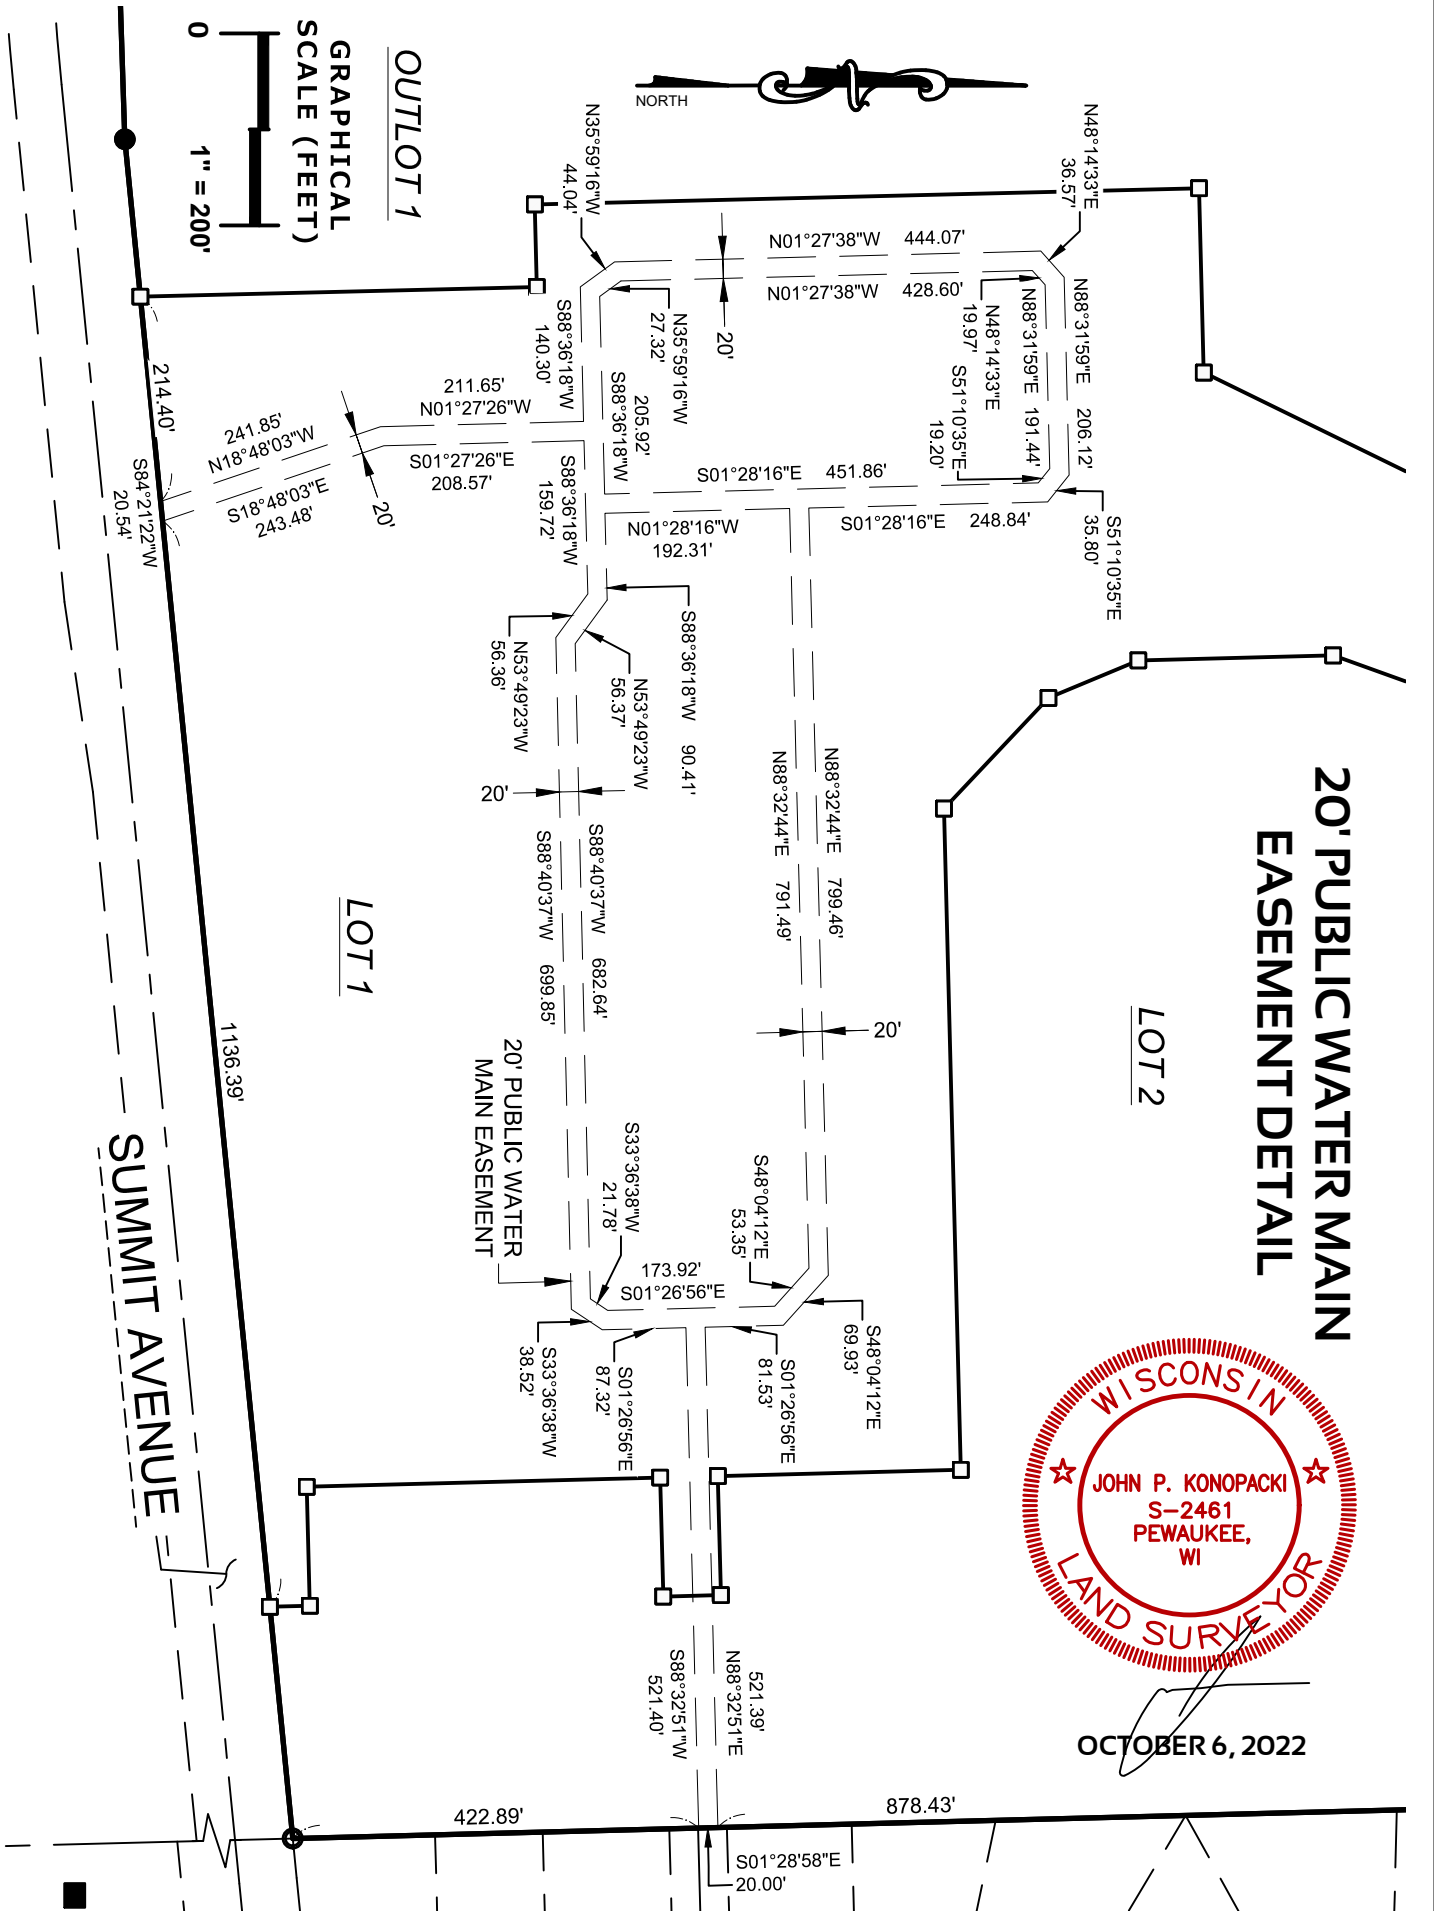 20' PUBLIC WATER MAIN
EASEMENT DETAIL
OUTLOT 1
GRAPHICAL
SCALE (FEET)
0
1" = 200'
NORTH
N35°59'16"W
44.04'
N48°14'33"E
36.57'
N01°27'38"W 444.07'
N01°27'38"W 428.60'
20'
N35°59'16"W
27.32'
N48°14'33"E
19.97'
N88°31'59"E 191.44'
N88°31'59"E 206.12'
S51°10'35"E
19.20'
S51°10'35"E
35.80'
S88°36'18"W
140.30'
205.92'
S88°36'18"W
211.65'
N01°27'26"W
S01°27'26"E
208.57'
214.40'
241.85'
N18°48'03"W
S18°48'03"E
243.48'
20'
S84°21'22"W
20.54'
S88°36'18"W
159.72'
S01°28'16"E 451.86'
N01°28'16"W
192.31'
S01°28'16"E 248.84'
S88°36'18"W 90.41'
N53°49'23"W
56.37'
N53°49'23"W
56.36'
20'
N88°32'44"E 799.46'
N88°32'44"E 791.49'
S88°40'37"W 682.64'
S88°40'37"W 699.85'
20'
LOT 1
LOT 2
1136.39'
20' PUBLIC WATER
MAIN EASEMENT
S33°36'38"W
21.78'
S48°04'12"E
53.35'
173.92'
S01°26'56"E
S33°36'38"W
38.52'
S01°26'56"E
87.32'
S01°26'56"E
81.53'
S48°04'12"E
69.93'
SUMMIT AVENUE
WISCONSIN
JOHN P. KONOPACKI
S-2461
PEWAUKEE,
WI
LAND SURVEYOR
OCTOBER 6, 2022
521.39'
N88°32'51"E
S88°32'51"W
521.40'
422.89'
878.43'
S01°28'58"E
20.00'